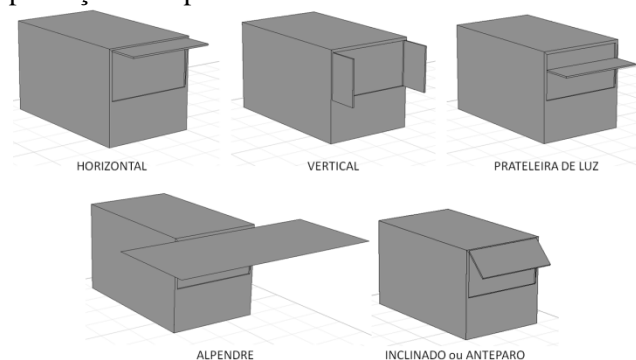 HORIZONTAL
VERTICAL
PRATELEIRA DE LUZ
ALPENDRE
INCLINADO ou ANTEPARO